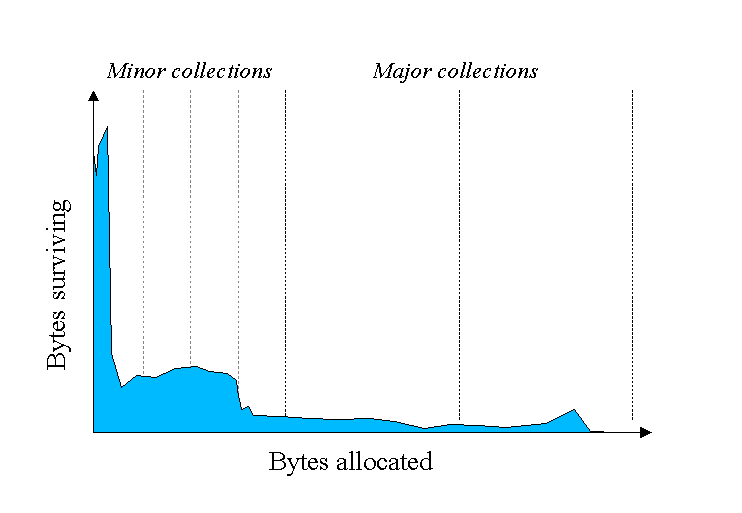 Minor collections
Major collections
Bytes surviving
Bytes allocated